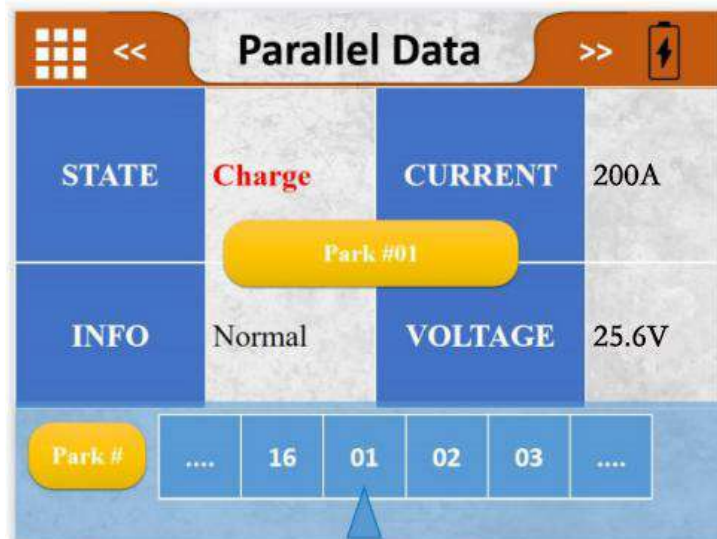 << Parallel Data >>
STATE Charge CURRENT 200A
Park #01
INFO Normal VOLTAGE 25.6V
Park # .... 16 01 02 03 ....